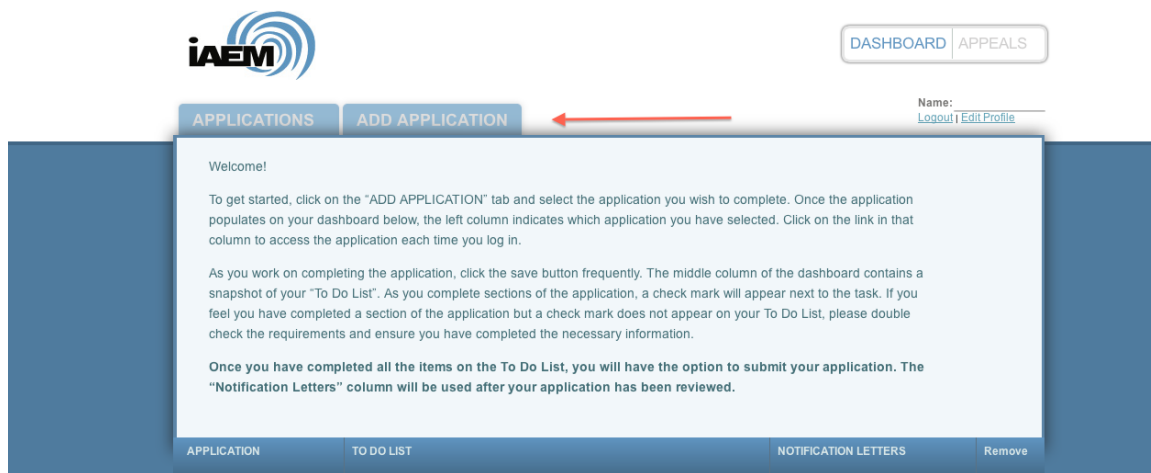 iAEM
DASHBOARD APPEALS
Name:
Logout | Edit Profile
APPLICATIONS ADD APPLICATION
Welcome!
To get started, click on the “ADD APPLICATION” tab and select the application you wish to complete. Once the application
populates on your dashboard below, the left column indicates which application you have selected. Click on the link in that
column to access the application each time you log in.
As you work on completing the application, click the save button frequently. The middle column of the dashboard contains a
snapshot of your “To Do List”. As you complete sections of the application, a check mark will appear next to the task. If you
feel you have completed a section of the application but a check mark does not appear on your To Do List, please double
check the requirements and ensure you have completed the necessary information.
Once you have completed all the items on the To Do List, you will have the option to submit your application. The
“Notification Letters” column will be used after your application has been reviewed.
APPLICATION TO DO LIST NOTIFICATION LETTERS Remove